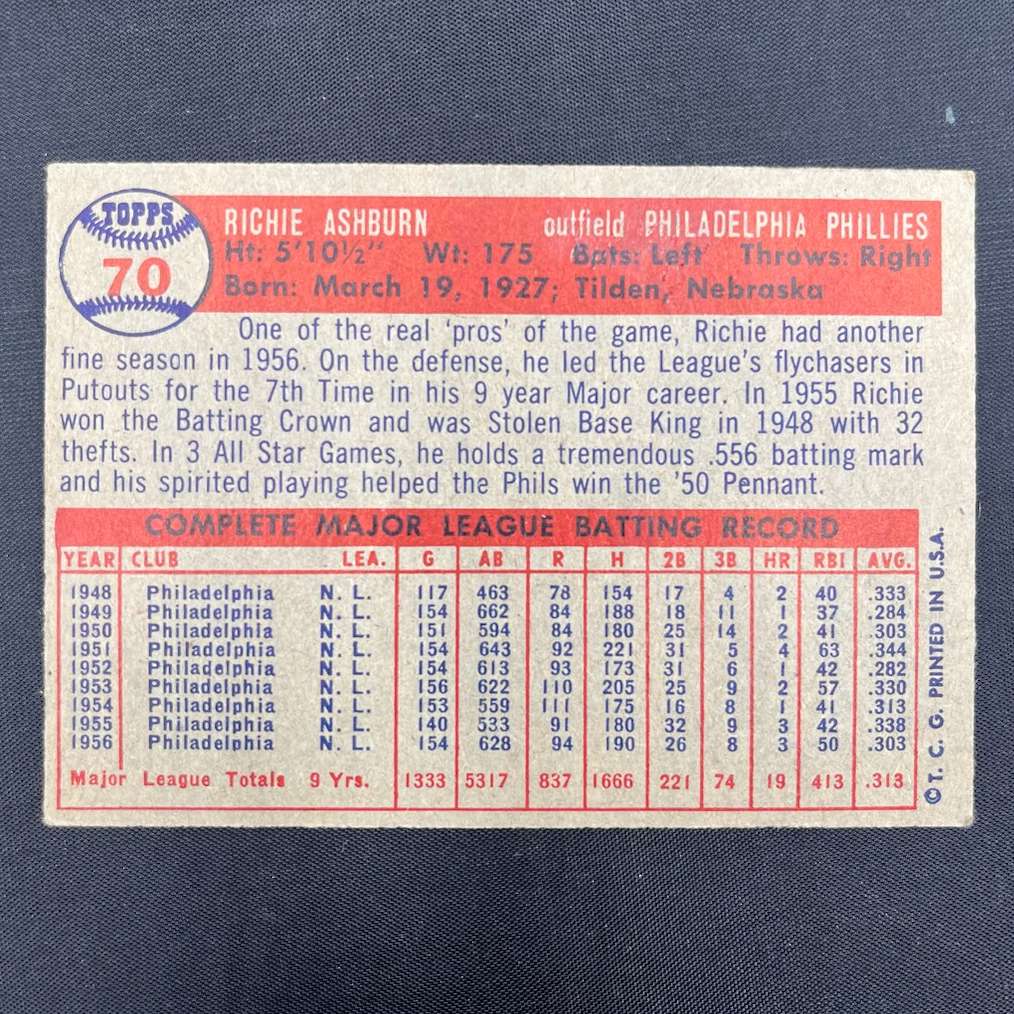 TOPPS
70
RICHIE ASHBURN outfield PHILADELPHIA PHILLIES
Ht: 5'10½" Wt: 175 Bats: Left Throws: Right
Born: March 19, 1927; Tilden, Nebraska
One of the real 'pros' of the game, Richie had another
fine season in 1956. On the defense, he led the League's flychasers in
Putouts for the 7th Time in his 9 year Major career. In 1955 Richie
won the Batting Crown and was Stolen Base King in 1948 with 32
thefts. In 3 All Star Games, he holds a tremendous .556 batting mark
and his spirited playing helped the Phils win the '50 Pennant.
COMPLETE MAJOR LEAGUE BATTING RECORD
YEAR CLUB LEA. G AB R H 2B 3B HR RBI AVG.
1948 Philadelphia N. L. 117 463 78 154 17 4 2 40 .333
1949 Philadelphia N. L. 154 662 84 188 18 11 1 37 .284
1950 Philadelphia N. L. 151 594 84 180 25 14 2 41 .303
1951 Philadelphia N. L. 154 643 92 221 31 5 4 63 .344
1952 Philadelphia N. L. 154 613 93 173 31 6 1 42 .282
1953 Philadelphia N. L. 156 622 110 205 25 9 2 57 .330
1954 Philadelphia N. L. 153 559 111 175 16 8 1 41 .313
1955 Philadelphia N. L. 140 533 91 180 32 9 3 42 .338
1956 Philadelphia N. L. 154 628 94 190 26 8 3 50 .303
Major League Totals 9 Yrs. 1333 5317 837 1666 221 74 19 413 .313
©T. C. G. PRINTED IN U.S.A.